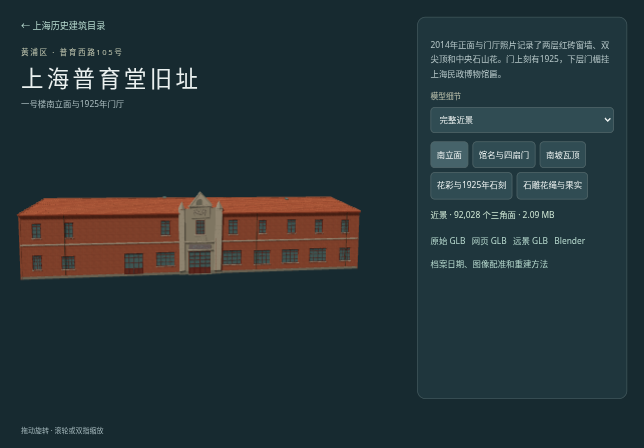 ← 上海历史建筑目录
黄浦区 · 普育西路105号
上海普育堂旧址
一号楼南立面与1925年门厅
2014年正面与门厅照片记录了两层红砖窗墙、双
尖顶和中央石山花。门上刻有1925，下层门楣挂
上海民政博物馆匾。
模型细节
完整近景
南立面
馆名与四扇门
南坡瓦顶
花彩与1925年石刻
石雕花绳与果实
近景 · 92,028 个三角面 · 2.09 MB
原始 GLB 网页 GLB 远景 GLB Blender
档案日期、图像配准和重建方法
拖动旋转 · 滚轮或双指缩放